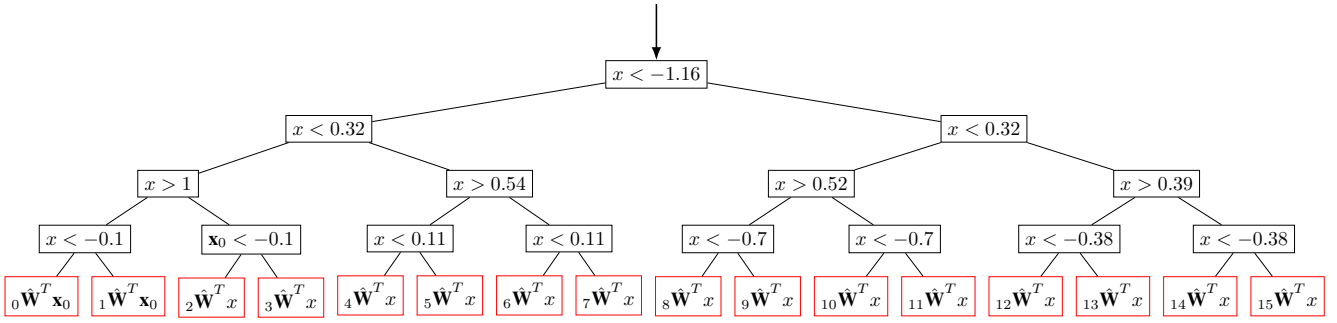 x < −1.16
x < 0.32 x < 0.32
x > 1 x > 0.54 x > 0.52 x > 0.39
x < −0.1 𝐱₀ < −0.1 x < 0.11 x < 0.11 x < −0.7 x < −0.7 x < −0.38 x < −0.38
₀𝐖̂ᵀ𝐱₀ ₁𝐖̂ᵀ𝐱₀ ₂𝐖̂ᵀx ₃𝐖̂ᵀx ₄𝐖̂ᵀx ₅𝐖̂ᵀx ₆𝐖̂ᵀx ₇𝐖̂ᵀx ₈𝐖̂ᵀx ₉𝐖̂ᵀx ₁₀𝐖̂ᵀx ₁₁𝐖̂ᵀx ₁₂𝐖̂ᵀx ₁₃𝐖̂ᵀx ₁₄𝐖̂ᵀx ₁₅𝐖̂ᵀx